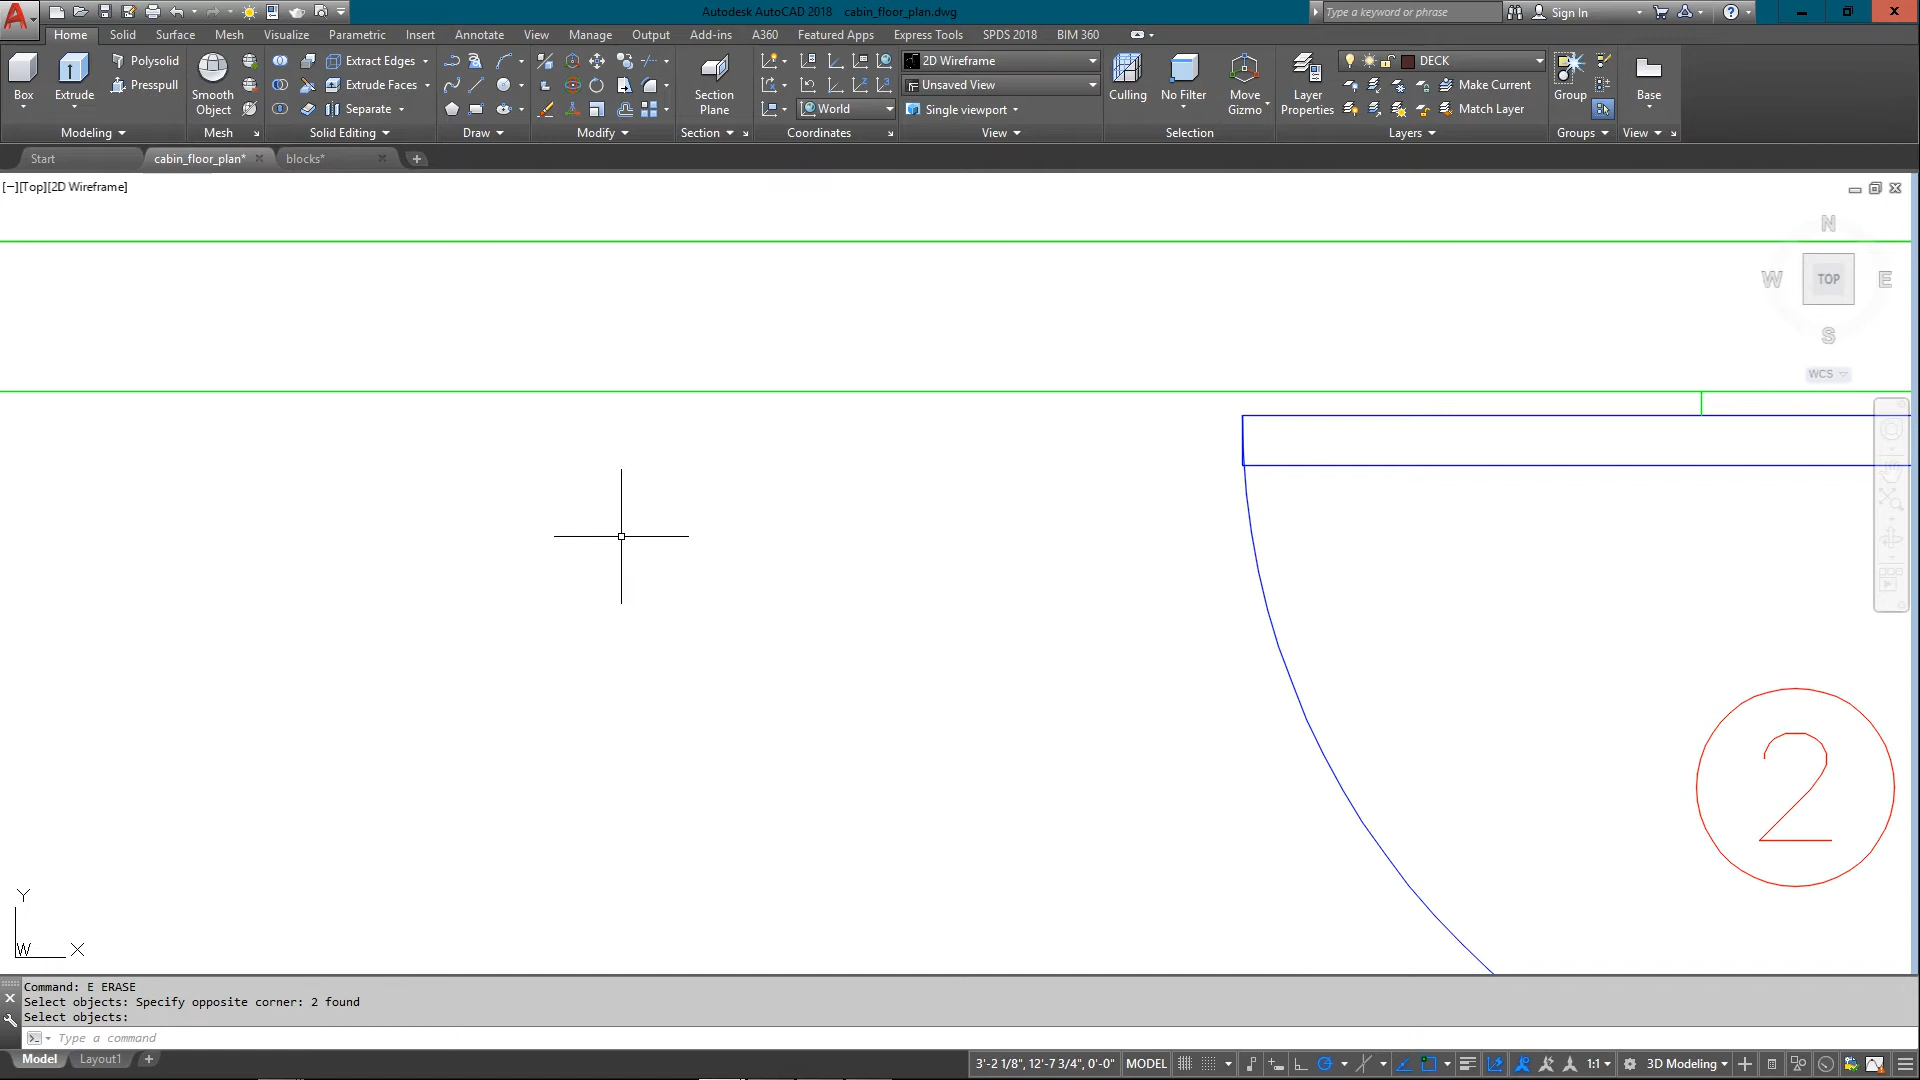 Autodesk AutoCAD 2018 cabin_floor_plan.dwg
Type a keyword or phrase
Sign In
Home Solid Surface Mesh Visualize Parametric Insert Annotate View Manage Output Add-ins A360 Featured Apps Express Tools SPDS 2018 BIM 360
Box
Extrude
Polysolid
Presspull
Modeling
Smooth
Object
Mesh
Extract Edges
Extrude Faces
Separate
Solid Editing
Draw
Modify
Section
Plane
Section
World
Coordinates
2D Wireframe
Unsaved View
Single viewport
View
Culling
No Filter
Move
Gizmo
Selection
Layer
Properties
DECK
Make Current
Match Layer
Layers
Group
Groups
Base
View
Start
cabin_floor_plan*
blocks*
[−][Top][2D Wireframe]
N
W TOP E
S
WCS
2
Y
W X
Command: E ERASE
Select objects: Specify opposite corner: 2 found
Select objects:
Type a command
Model
Layout1
3'-2 1/8", 12'-7 3/4", 0'-0"
MODEL
1:1
3D Modeling